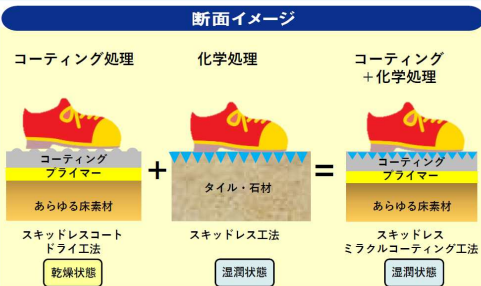 断面イメージ
コーティング処理
コーティング
プライマー
あらゆる床素材
スキッドレスコート
ドライ工法
乾燥状態
+
化学処理
タイル・石材
スキッドレス工法
湿潤状態
=
コーティング
+化学処理
コーティング
プライマー
あらゆる床素材
スキッドレス
ミラクルコーティング工法
湿潤状態